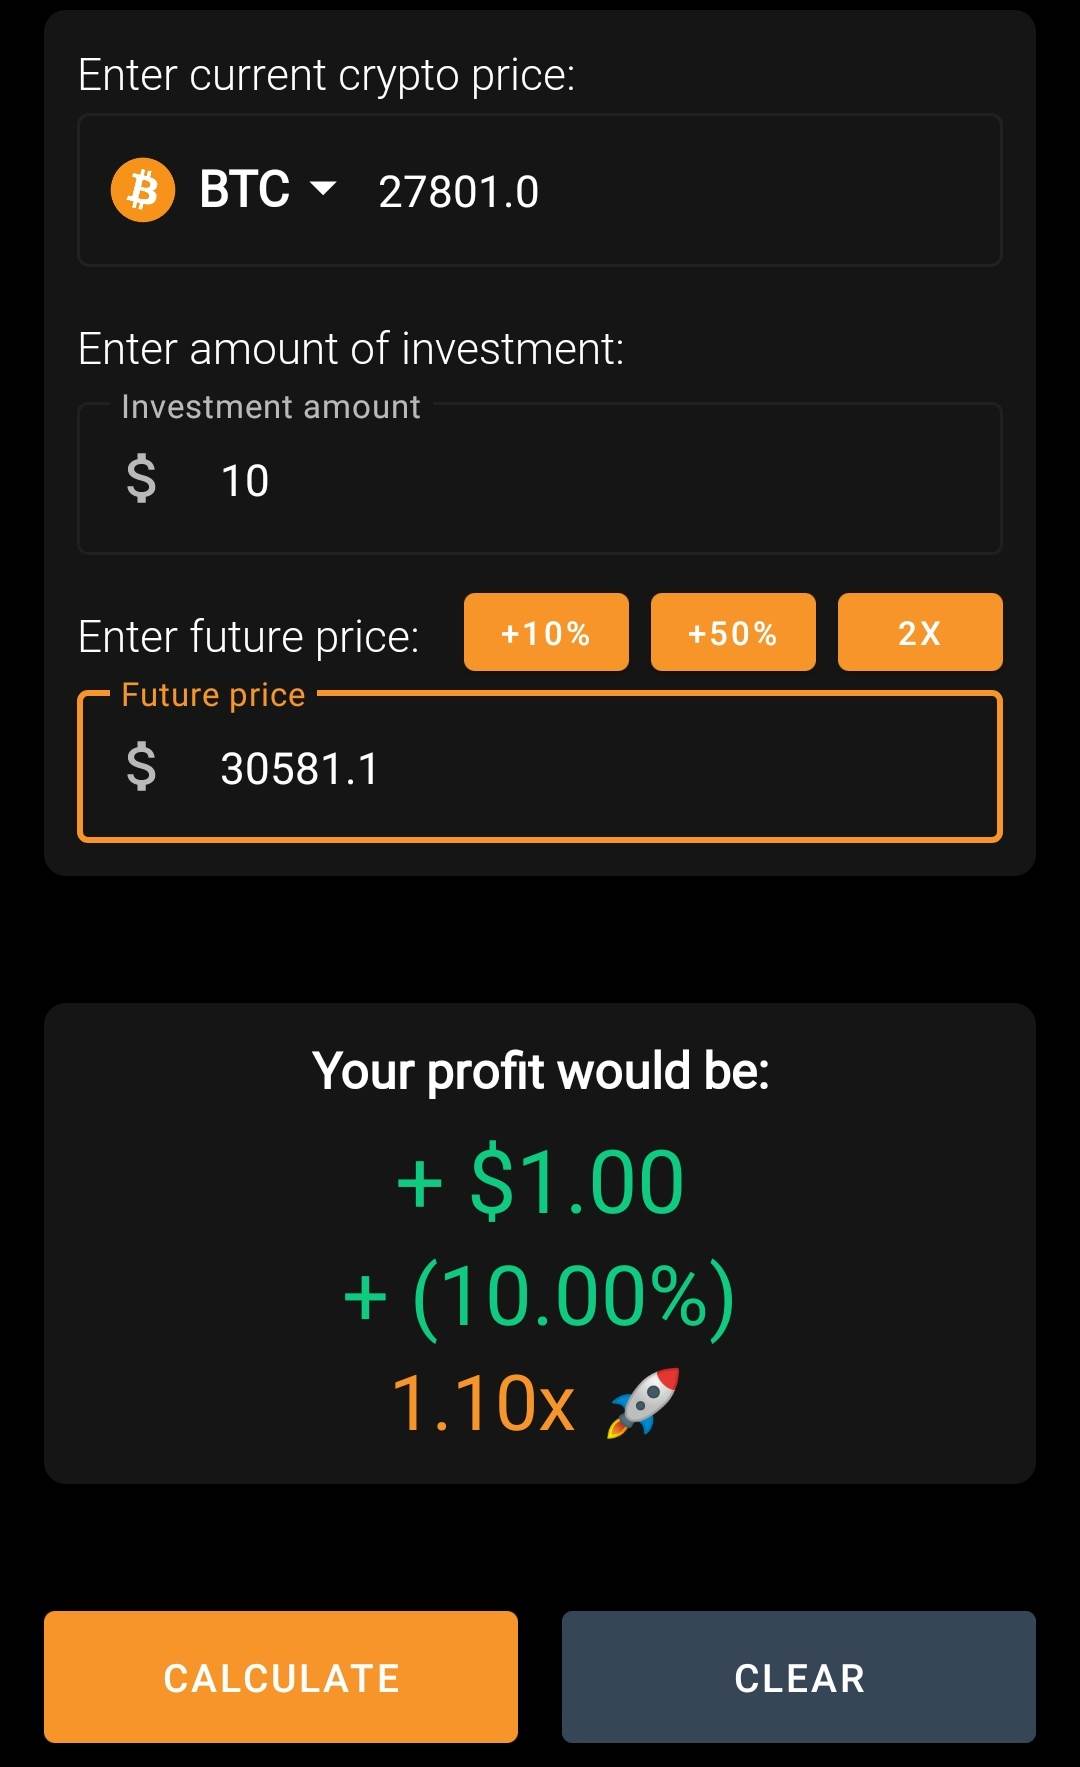 Enter current crypto price:
BTC 27801.0
Enter amount of investment:
Investment amount
$ 10
Enter future price: +10% +50% 2X
Future price
$ 30581.1
Your profit would be:
+ $1.00
+ (10.00%)
1.10x 🚀
CALCULATE CLEAR